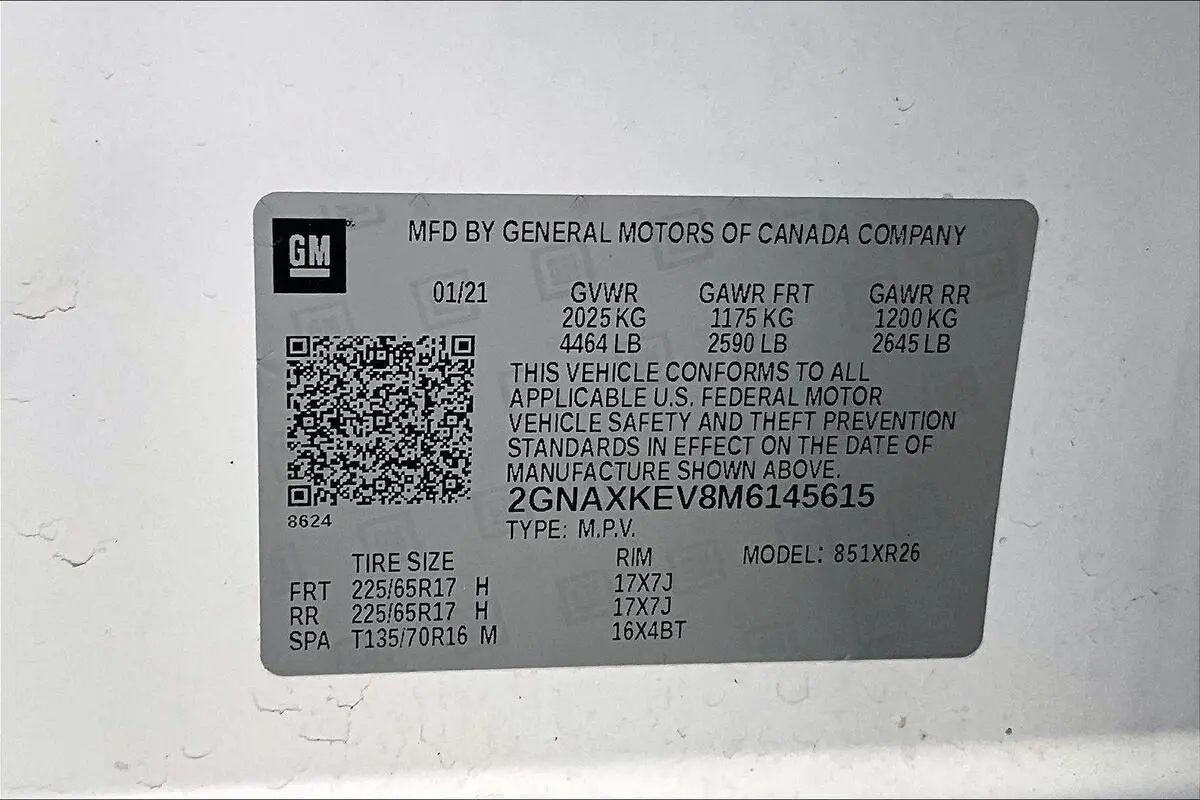 GM
MFD BY GENERAL MOTORS OF CANADA COMPANY
01/21 GVWR GAWR FRT GAWR RR
2025 KG 1175 KG 1200 KG
4464 LB 2590 LB 2645 LB
THIS VEHICLE CONFORMS TO ALL
APPLICABLE U.S. FEDERAL MOTOR
VEHICLE SAFETY AND THEFT PREVENTION
STANDARDS IN EFFECT ON THE DATE OF
MANUFACTURE SHOWN ABOVE.
2GNAXKEV8M6145615
8624
TYPE: M.P.V.
TIRE SIZE RIM MODEL: 851XR26
FRT 225/65R17 H 17X7J
RR 225/65R17 H 17X7J
SPA T135/70R16 M 16X4BT